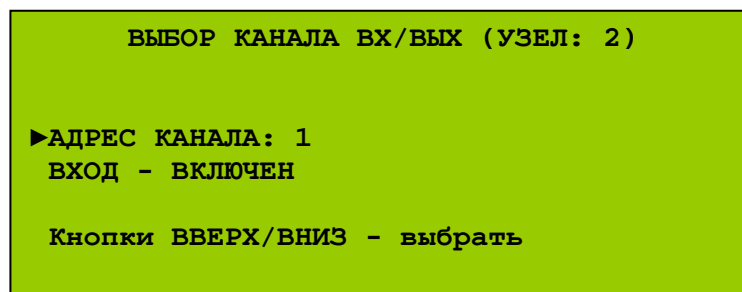 ВЫБОР КАНАЛА ВХ/ВЫХ (УЗЕЛ: 2)
►АДРЕС КАНАЛА: 1
ВХОД - ВКЛЮЧЕН
Кнопки ВВЕРХ/ВНИЗ - выбрать